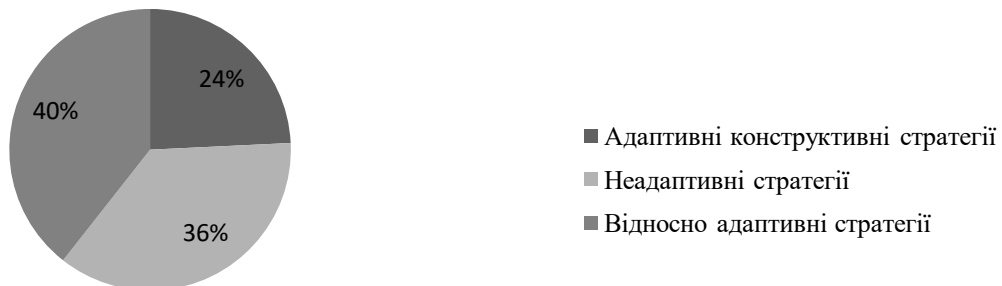 24%
40%
36%
Адаптивні конструктивні стратегії
Неадаптивні стратегії
Відносно адаптивні стратегії